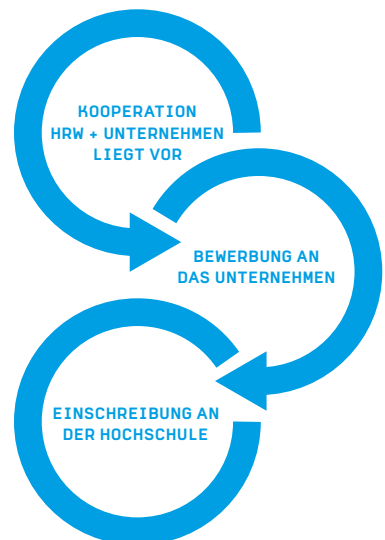 KOOPERATION
HRW + UNTERNEHMEN
LIEGT VOR
BEWERBUNG AN
DAS UNTERNEHMEN
EINSCHREIBUNG AN
DER HOCHSCHULE